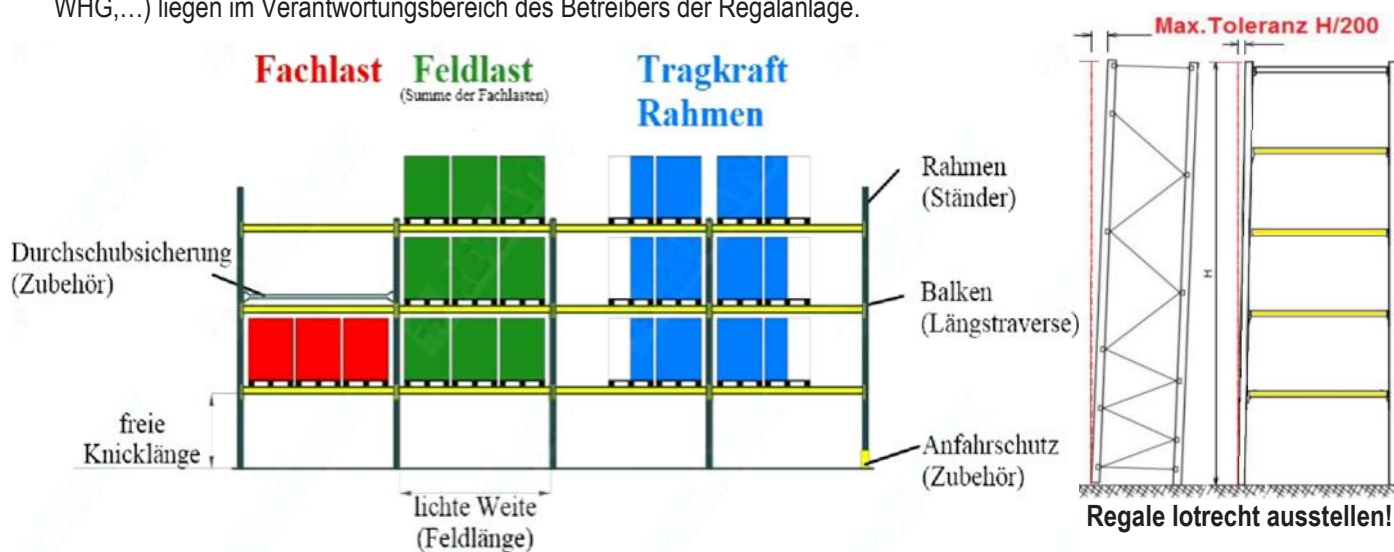 WHG,…) liegen im Verantwortungsbereich des Betreibers der Regalanlage.
Fachlast
Feldlast
(Summe der Fachlasten)
Tragkraft
Rahmen
Rahmen
(Ständer)
Durchschubsicherung
(Zubehör)
Balken
(Längstraverse)
freie
Knicklänge
Anfahrschutz
(Zubehör)
lichte Weite
(Feldlänge)
Max.Toleranz H/200
H
Regale lotrecht ausstellen!